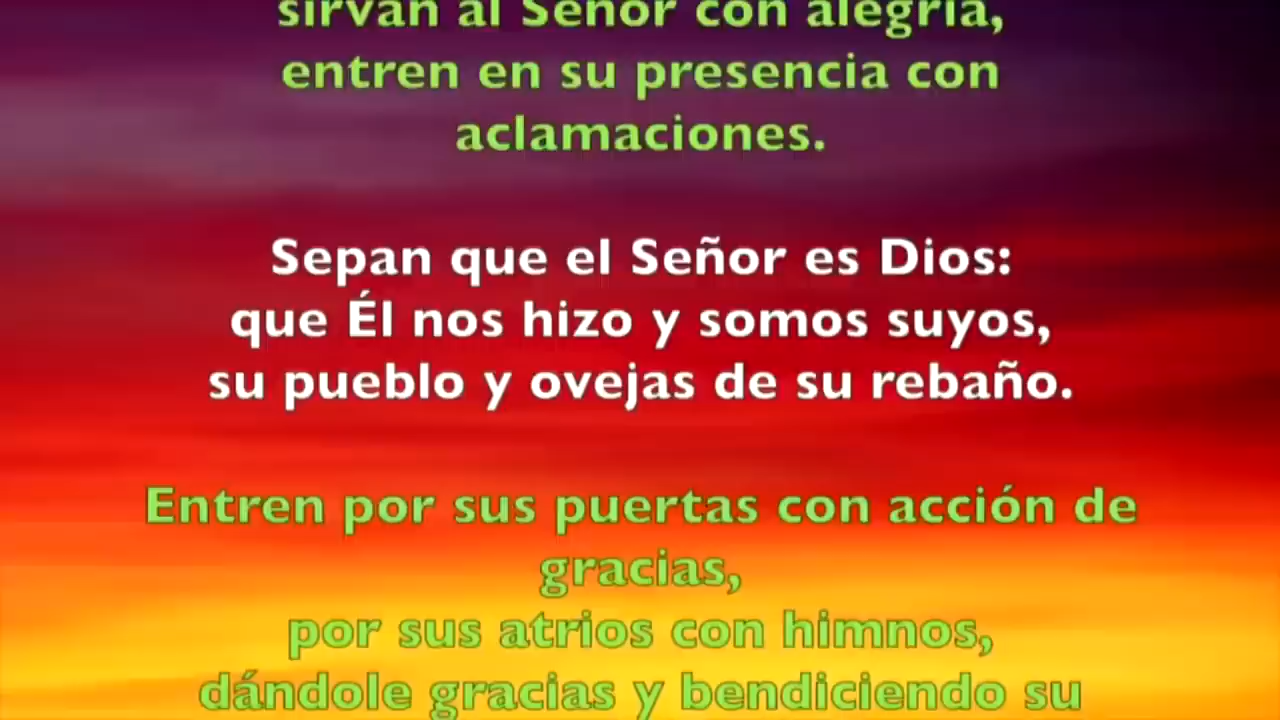 sirvan al Señor con alegría,
entren en su presencia con
aclamaciones.
Sepan que el Señor es Dios:
que Él nos hizo y somos suyos,
su pueblo y ovejas de su rebaño.
Entren por sus puertas con acción de
gracias,
por sus atrios con himnos,
dándole gracias y bendiciendo su